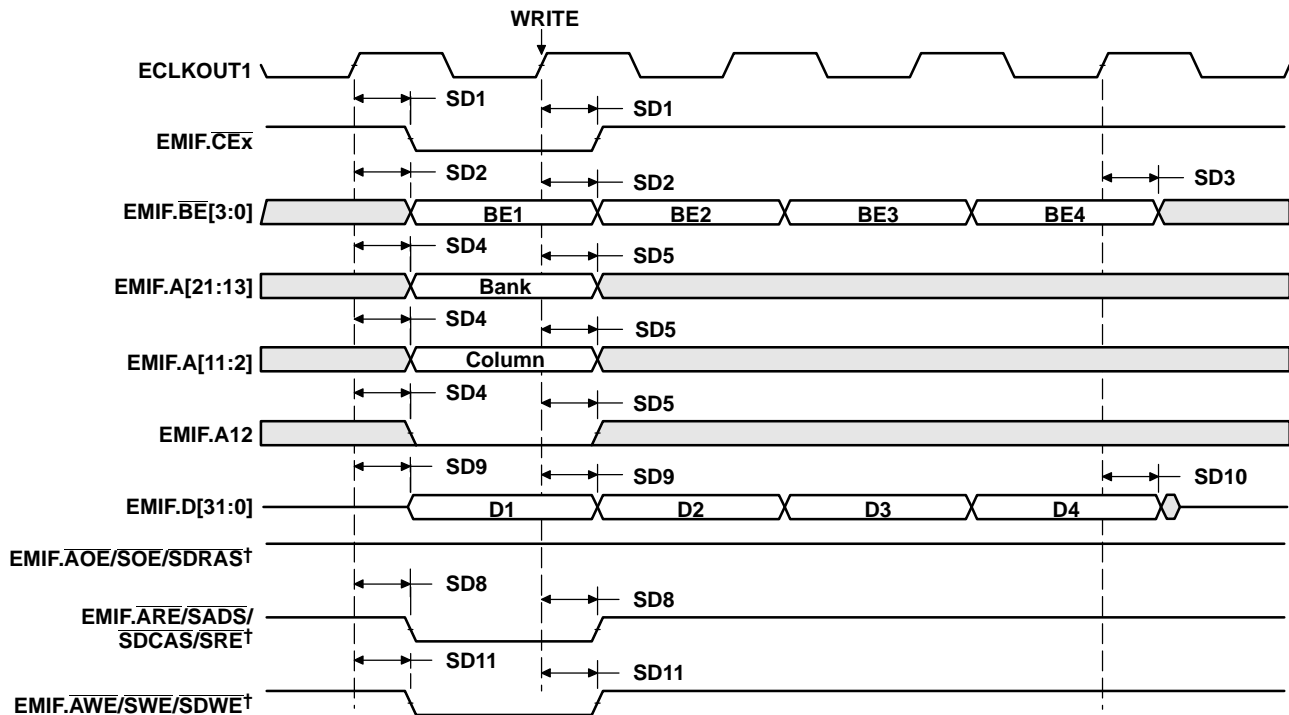 WRITE
ECLKOUT1
SD1
SD1
EMIF.CEx
SD2
SD2
SD3
EMIF.BE[3:0]
BE1
BE2
BE3
BE4
SD4
SD5
EMIF.A[21:13]
Bank
SD4
SD5
EMIF.A[11:2]
Column
SD4
SD5
EMIF.A12
SD9
SD9
SD10
EMIF.D[31:0]
D1
D2
D3
D4
EMIF.AOE/SOE/SDRAS†
SD8
SD8
EMIF.ARE/SADS/
SDCAS/SRE†
SD11
SD11
EMIF.AWE/SWE/SDWE†